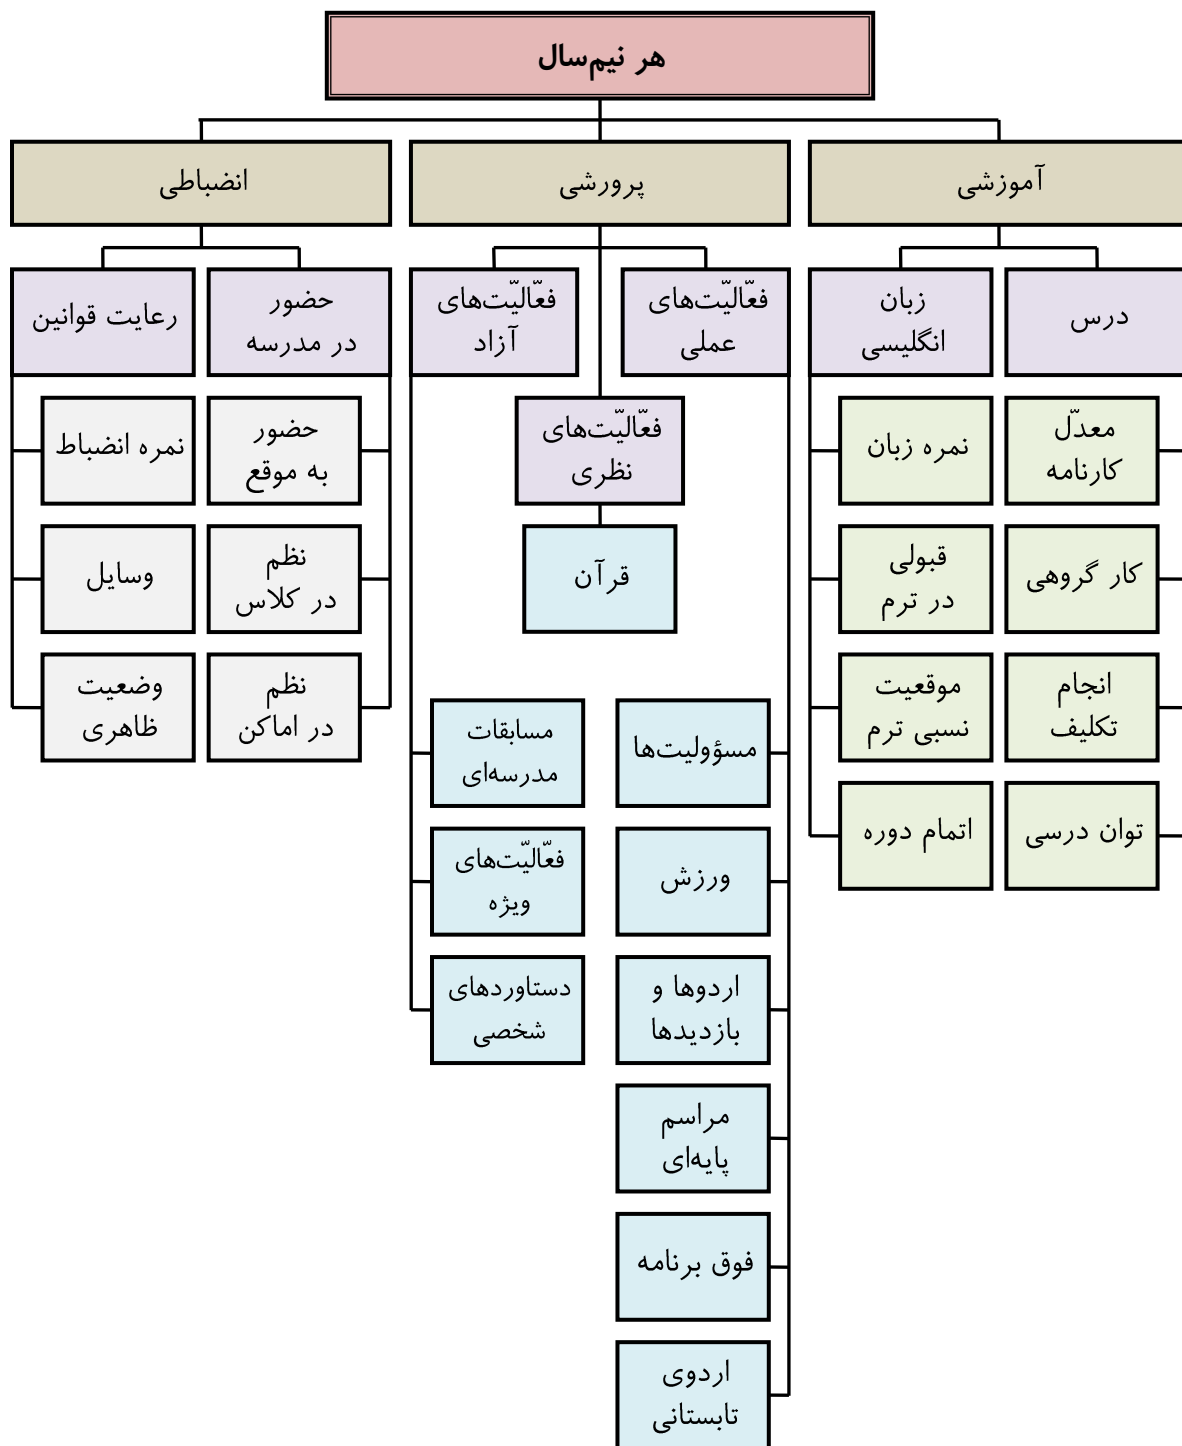 هر نیم‌سال
آموزشی
پرورشی
انضباطی
درس
زبان
انگلیسی
فعّالیّت‌های
عملی
فعّالیّت‌های
آزاد
حضور
در مدرسه
رعایت قوانین
معدّل
کارنامه
نمره زبان
فعّالیّت‌های
نظری
حضور
به موقع
نمره انضباط
کار گروهی
قبولی
در ترم
قرآن
نظم
در کلاس
وسایل
انجام
تکلیف
موقعیت
نسبی ترم
مسؤولیت‌ها
مسابقات
مدرسه‌ای
نظم
در اماکن
وضعیت
ظاهری
توان درسی
اتمام دوره
ورزش
فعّالیّت‌های
ویژه
اردوها و
بازدیدها
دستاوردهای
شخصی
مراسم
پایه‌ای
فوق برنامه
اردوی
تابستانی